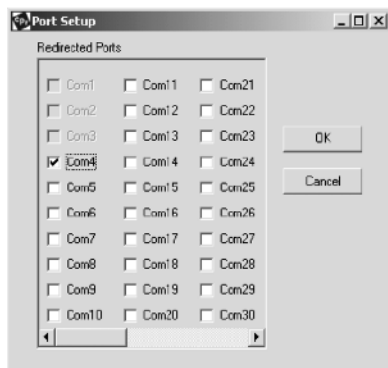 Port Setup
Redirected Ports
Com1 Com11 Com21
Com2 Com12 Com22
Com3 Com13 Com23
Com4 Com14 Com24
Com5 Com15 Com25
Com6 Com16 Com26
Com7 Com17 Com27
Com8 Com18 Com28
Com9 Com19 Com29
Com10 Com20 Com30
OK
Cancel